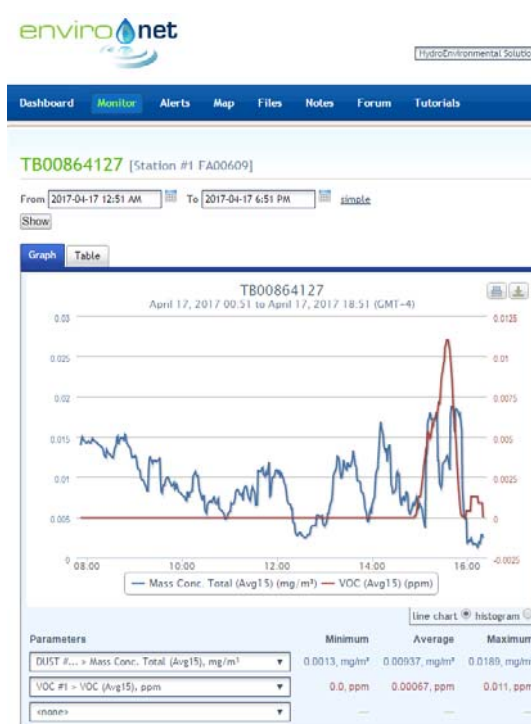 enviro net
HydroEnvironmental Solutio
Dashboard Monitor Alerts Map Files Notes Forum Tutorials
TB00864127 [Station #1 FA00609]
From 2017-04-17 12:51 AM To 2017-04-17 6:51 PM simple
Show
Graph Table
TB00864127
April 17, 2017 00:51 to April 17, 2017 18:51 (GMT-4)
0.03 0.0125
0.025 0.01
0.02 0.0075
0.015 0.005
0.01 0.0025
0.005 0
0 -0.0025
08:00 10:00 12:00 14:00 16:00
Mass Conc. Total (Avg15) (mg/m³) VOC (Avg15) (ppm)
line chart histogram
Parameters Minimum Average Maximum
DUST #... > Mass Conc. Total (Avg15), mg/m³ 0.0013, mg/m³ 0.00937, mg/m³ 0.0189, mg/m
VOC #1 > VOC (Avg15), ppm 0.0, ppm 0.00067, ppm 0.011, ppm
<none> — — —